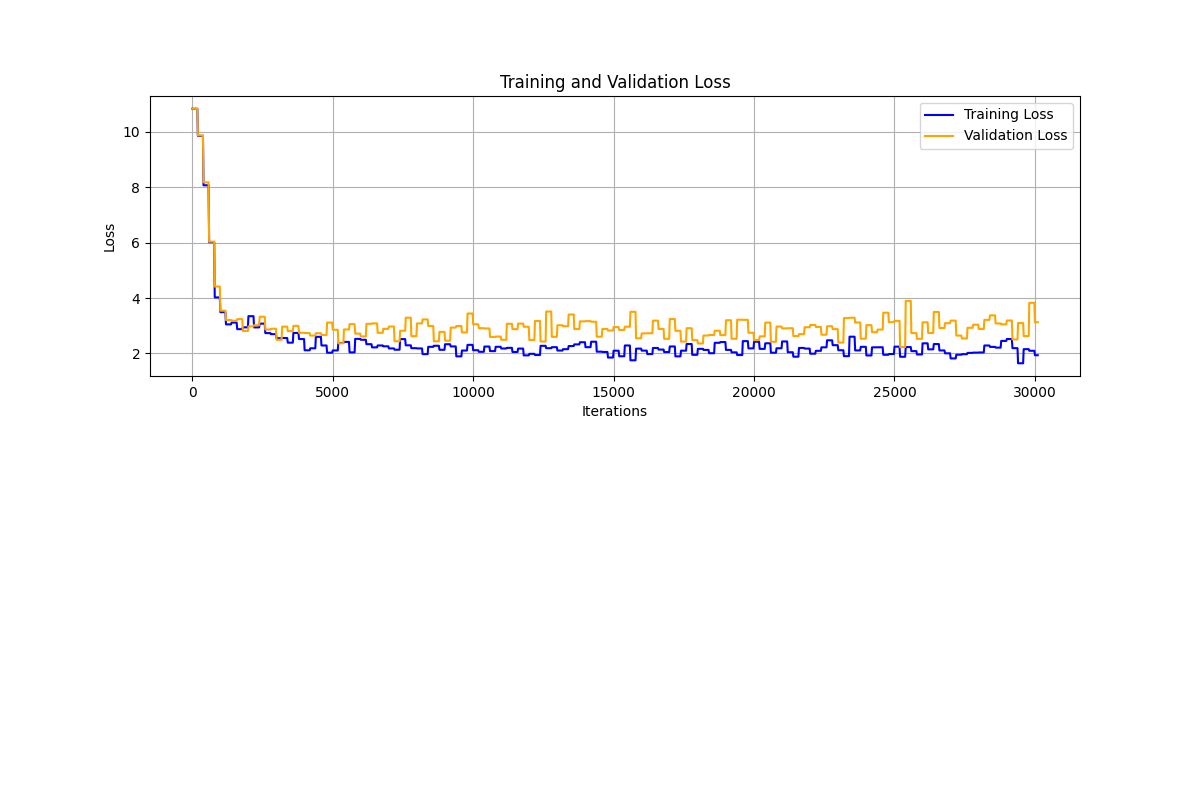 Training and Validation Loss
Training Loss
Validation Loss
10
8
6
4
2
Loss
0
5000
10000
15000
20000
25000
30000
Iterations